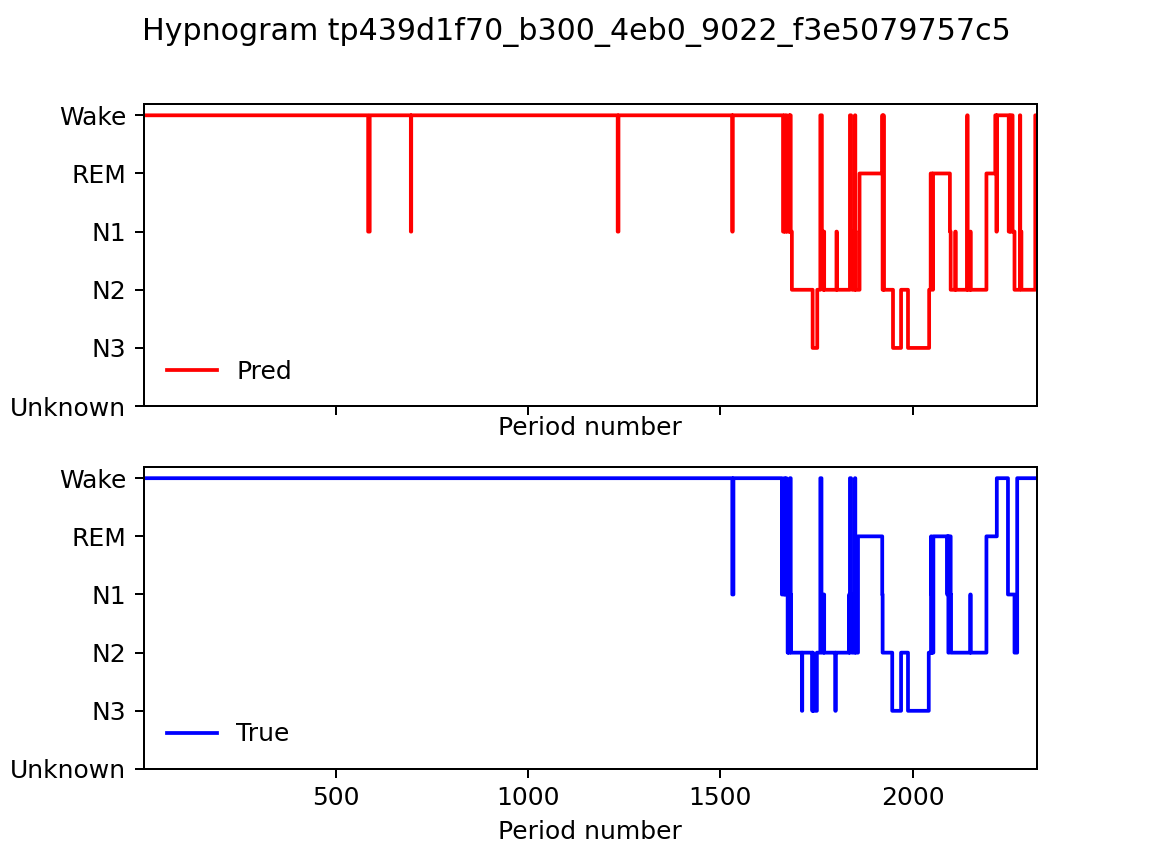 Hypnogram tp439d1f70_b300_4eb0_9022_f3e5079757c5
Wake
REM
N1
N2
N3
Unknown
Pred
Period number
Wake
REM
N1
N2
N3
Unknown
True
500 1000 1500 2000
Period number